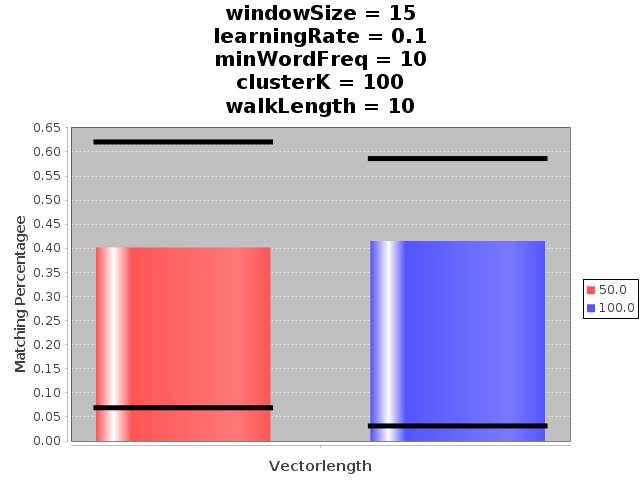 windowSize = 15
learningRate = 0.1
minWordFreq = 10
clusterK = 100
walkLength = 10
0.65
0.60
0.55
0.50
0.45
0.40
0.35
0.30
0.25
0.20
0.15
0.10
0.05
0.00
Matching Percentagee
Vectorlength
50.0
100.0